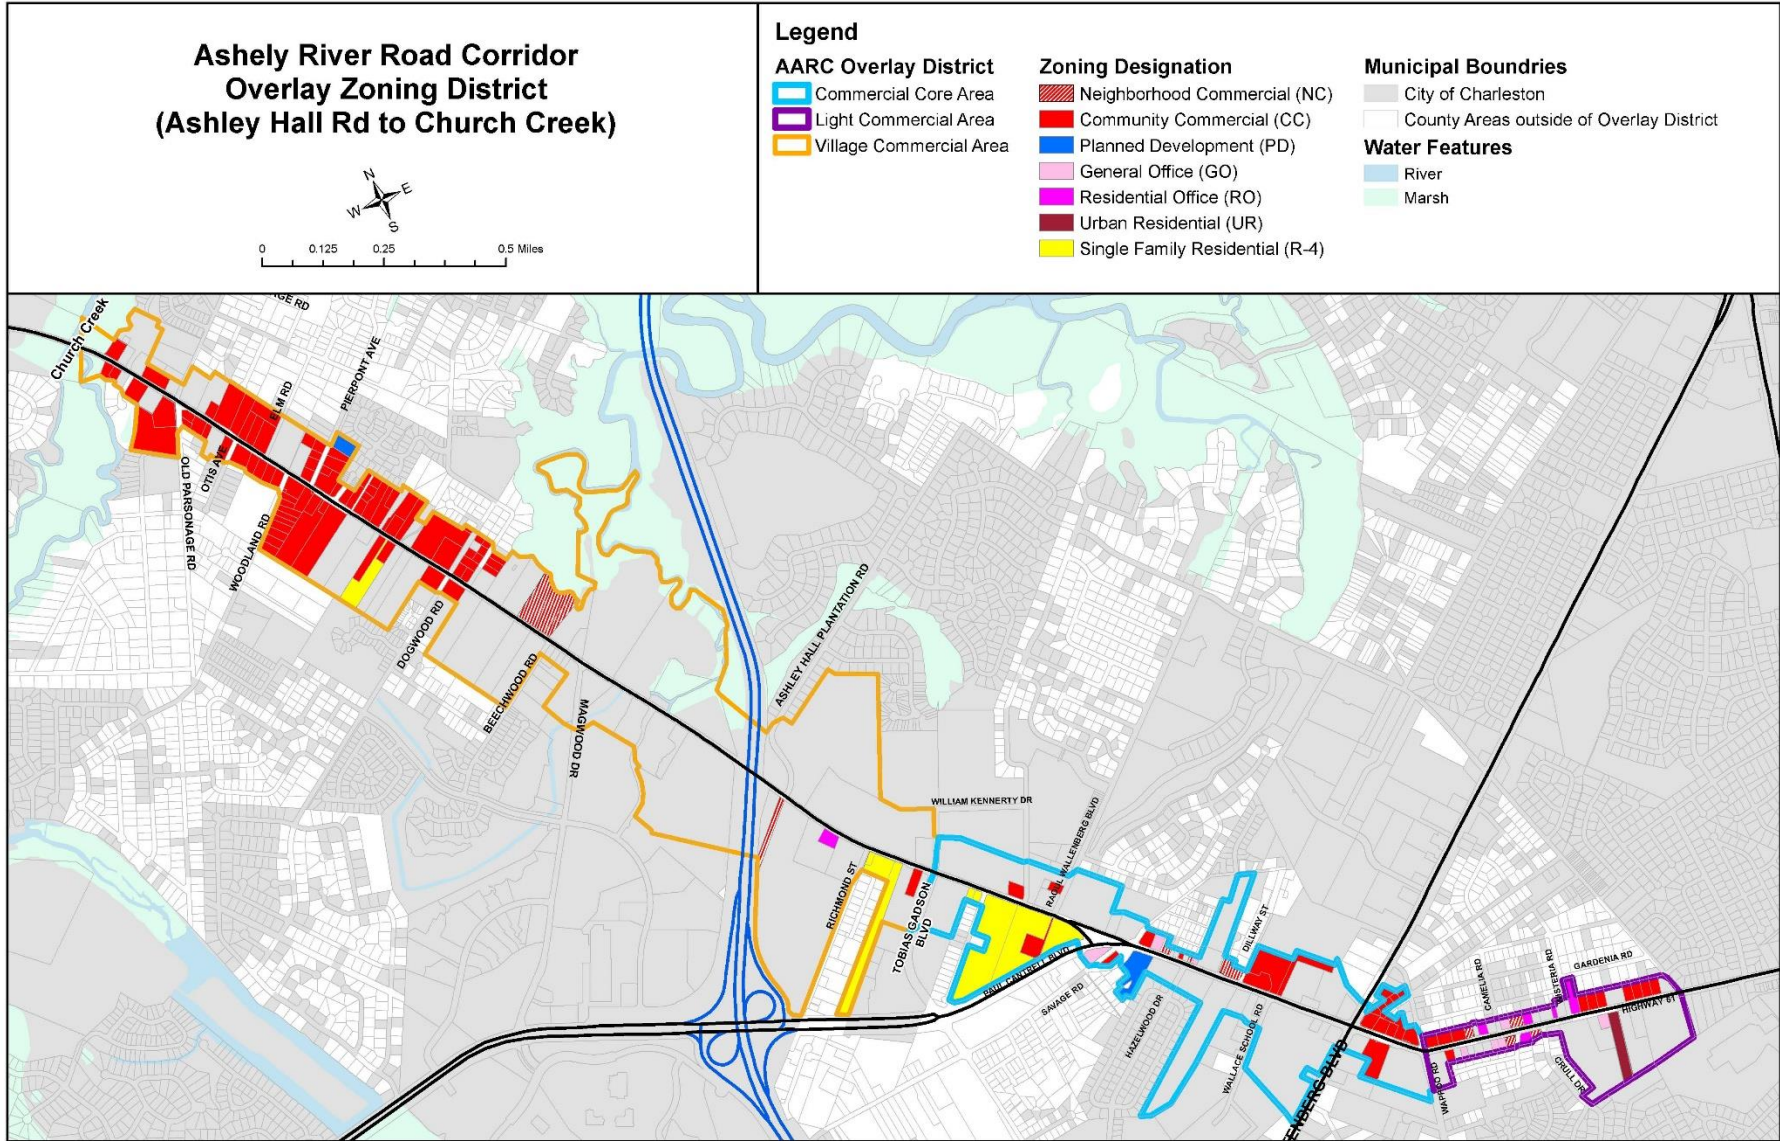 Ashely River Road Corridor
Overlay Zoning District
(Ashley Hall Rd to Church Creek)
N
E
W
S
0 0.125 0.25 0.5 Miles
Legend
AARC Overlay District
Commercial Core Area
Light Commercial Area
Village Commercial Area
Zoning Designation
Neighborhood Commercial (NC)
Community Commercial (CC)
Planned Development (PD)
General Office (GO)
Residential Office (RO)
Urban Residential (UR)
Single Family Residential (R-4)
Municipal Boundries
City of Charleston
County Areas outside of Overlay District
Water Features
River
Marsh
Church Creek
RD
ELM RD
PIERPONT AVE
OLD PARSONAGE RD
OTIS AVE
WOODLAND RD
DOGWOOD RD
BEECHWOOD RD
MAGWOOD DR
ASHLEY HALL PLANTATION RD
WILLIAM KENNERTY DR
RICHMOND ST
TOBIAS GADSON
BLVD
RAOUL WALLENBERG BLVD
PAUL CANTRELL BLVD
SAVAGE RD
HAZELWOOD DR
DILLWAY ST
WALLACE SCHOOL RD
ENBERG BLVD
WAPPOO RD
CAMELIA RD
WISTERIA RD
GARDENIA RD
HIGHWAY 61
CRULL DR